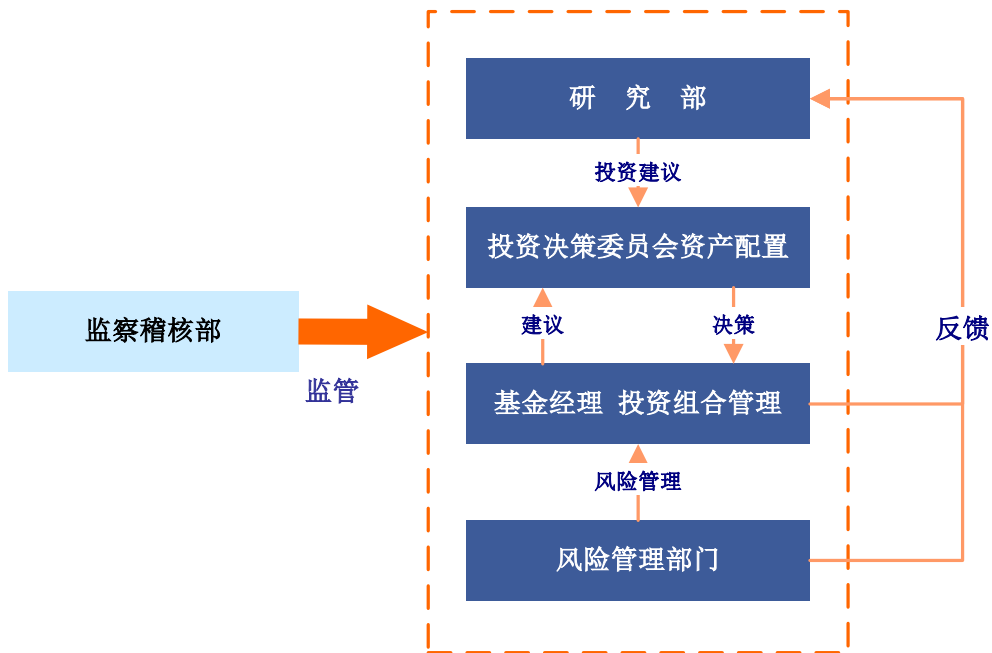 研 究 部
投资建议
投资决策委员会资产配置
建议
决策
监察稽核部
反馈
监管
基金经理 投资组合管理
风险管理
风险管理部门